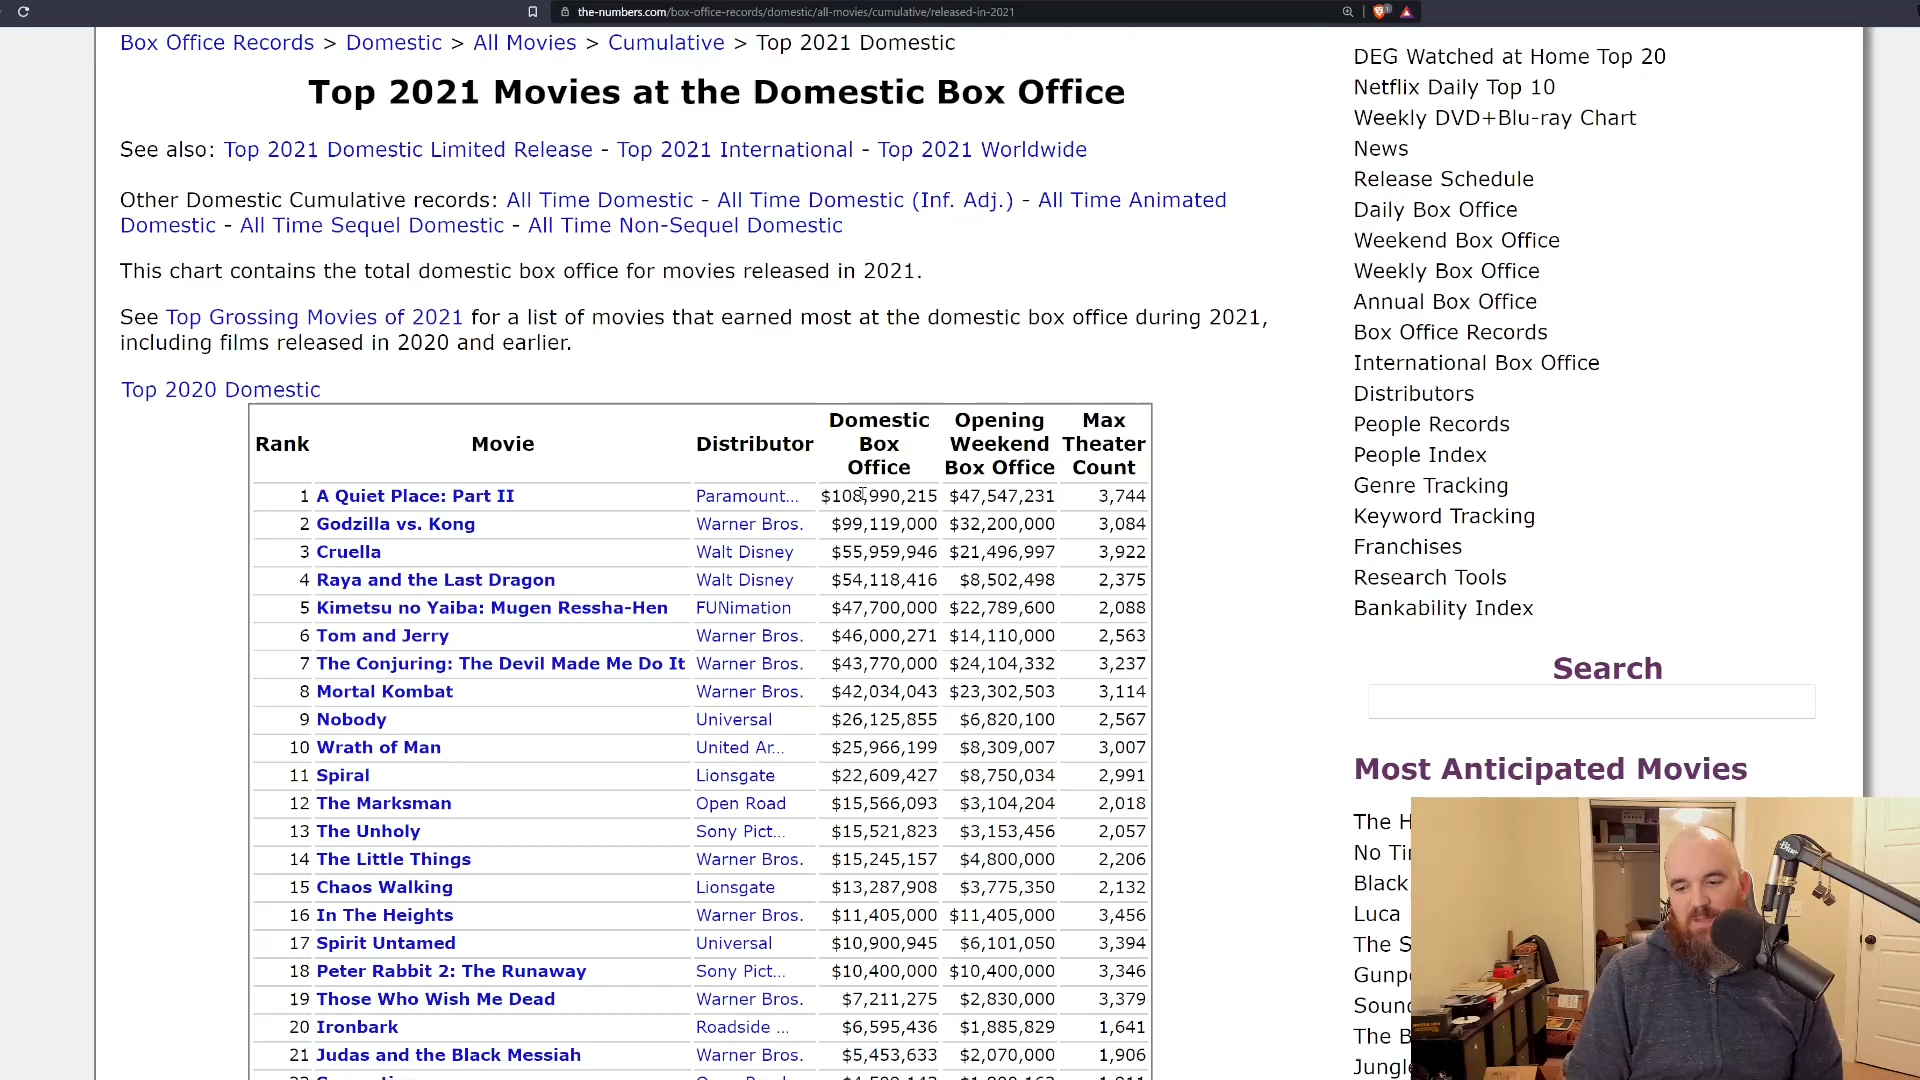 the-numbers.com/box-office-records/domestic/all-movies/cumulative/released-in-2021
Box Office Records > Domestic > All Movies > Cumulative > Top 2021 Domestic
Top 2021 Movies at the Domestic Box Office
See also: Top 2021 Domestic Limited Release - Top 2021 International - Top 2021 Worldwide
Other Domestic Cumulative records: All Time Domestic - All Time Domestic (Inf. Adj.) - All Time Animated
Domestic - All Time Sequel Domestic - All Time Non-Sequel Domestic
This chart contains the total domestic box office for movies released in 2021.
See Top Grossing Movies of 2021 for a list of movies that earned most at the domestic box office during 2021,
including films released in 2020 and earlier.
Top 2020 Domestic
Rank Movie Distributor Domestic Box Office Opening Weekend Box Office Max Theater Count
1 A Quiet Place: Part II Paramount... $108,990,215 $47,547,231 3,744
2 Godzilla vs. Kong Warner Bros. $99,119,000 $32,200,000 3,084
3 Cruella Walt Disney $55,959,946 $21,496,997 3,922
4 Raya and the Last Dragon Walt Disney $54,118,416 $8,502,498 2,375
5 Kimetsu no Yaiba: Mugen Ressha-Hen FUNimation $47,700,000 $22,789,600 2,088
6 Tom and Jerry Warner Bros. $46,000,271 $14,110,000 2,563
7 The Conjuring: The Devil Made Me Do It Warner Bros. $43,770,000 $24,104,332 3,237
8 Mortal Kombat Warner Bros. $42,034,043 $23,302,503 3,114
9 Nobody Universal $26,125,855 $6,820,100 2,567
10 Wrath of Man United Ar... $25,966,199 $8,309,007 3,007
11 Spiral Lionsgate $22,609,427 $8,750,034 2,991
12 The Marksman Open Road $15,566,093 $3,104,204 2,018
13 The Unholy Sony Pict... $15,521,823 $3,153,456 2,057
14 The Little Things Warner Bros. $15,245,157 $4,800,000 2,206
15 Chaos Walking Lionsgate $13,287,908 $3,775,350 2,132
16 In The Heights Warner Bros. $11,405,000 $11,405,000 3,456
17 Spirit Untamed Universal $10,900,945 $6,101,050 3,394
18 Peter Rabbit 2: The Runaway Sony Pict... $10,400,000 $10,400,000 3,346
19 Those Who Wish Me Dead Warner Bros. $7,211,275 $2,830,000 3,379
20 Ironbark Roadside ... $6,595,436 $1,885,829 1,641
21 Judas and the Black Messiah Warner Bros. $5,453,633 $2,070,000 1,906
DEG Watched at Home Top 20
Netflix Daily Top 10
Weekly DVD+Blu-ray Chart
News
Release Schedule
Daily Box Office
Weekend Box Office
Weekly Box Office
Annual Box Office
Box Office Records
International Box Office
Distributors
People Records
People Index
Genre Tracking
Keyword Tracking
Franchises
Research Tools
Bankability Index
Search
Most Anticipated Movies
The H
No Ti
Black
Luca
The S
Gunp
Soun
The B
Jungl
Blue